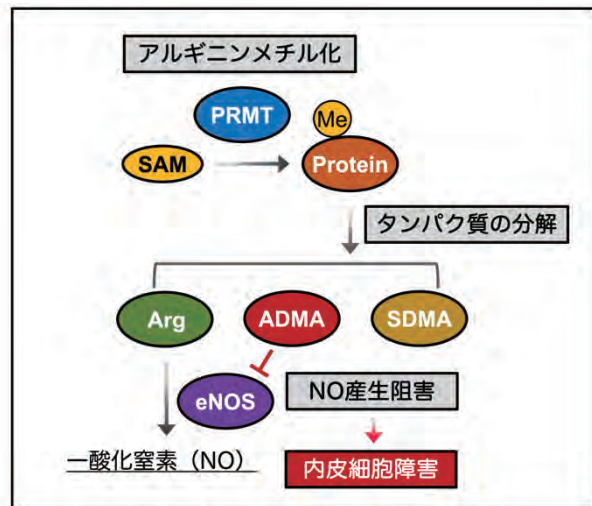 アルギニンメチル化
PRMT
Me
SAM
Protein
タンパク質の分解
Arg
ADMA
SDMA
eNOS
NO産生阻害
一酸化窒素（NO）
内皮細胞障害